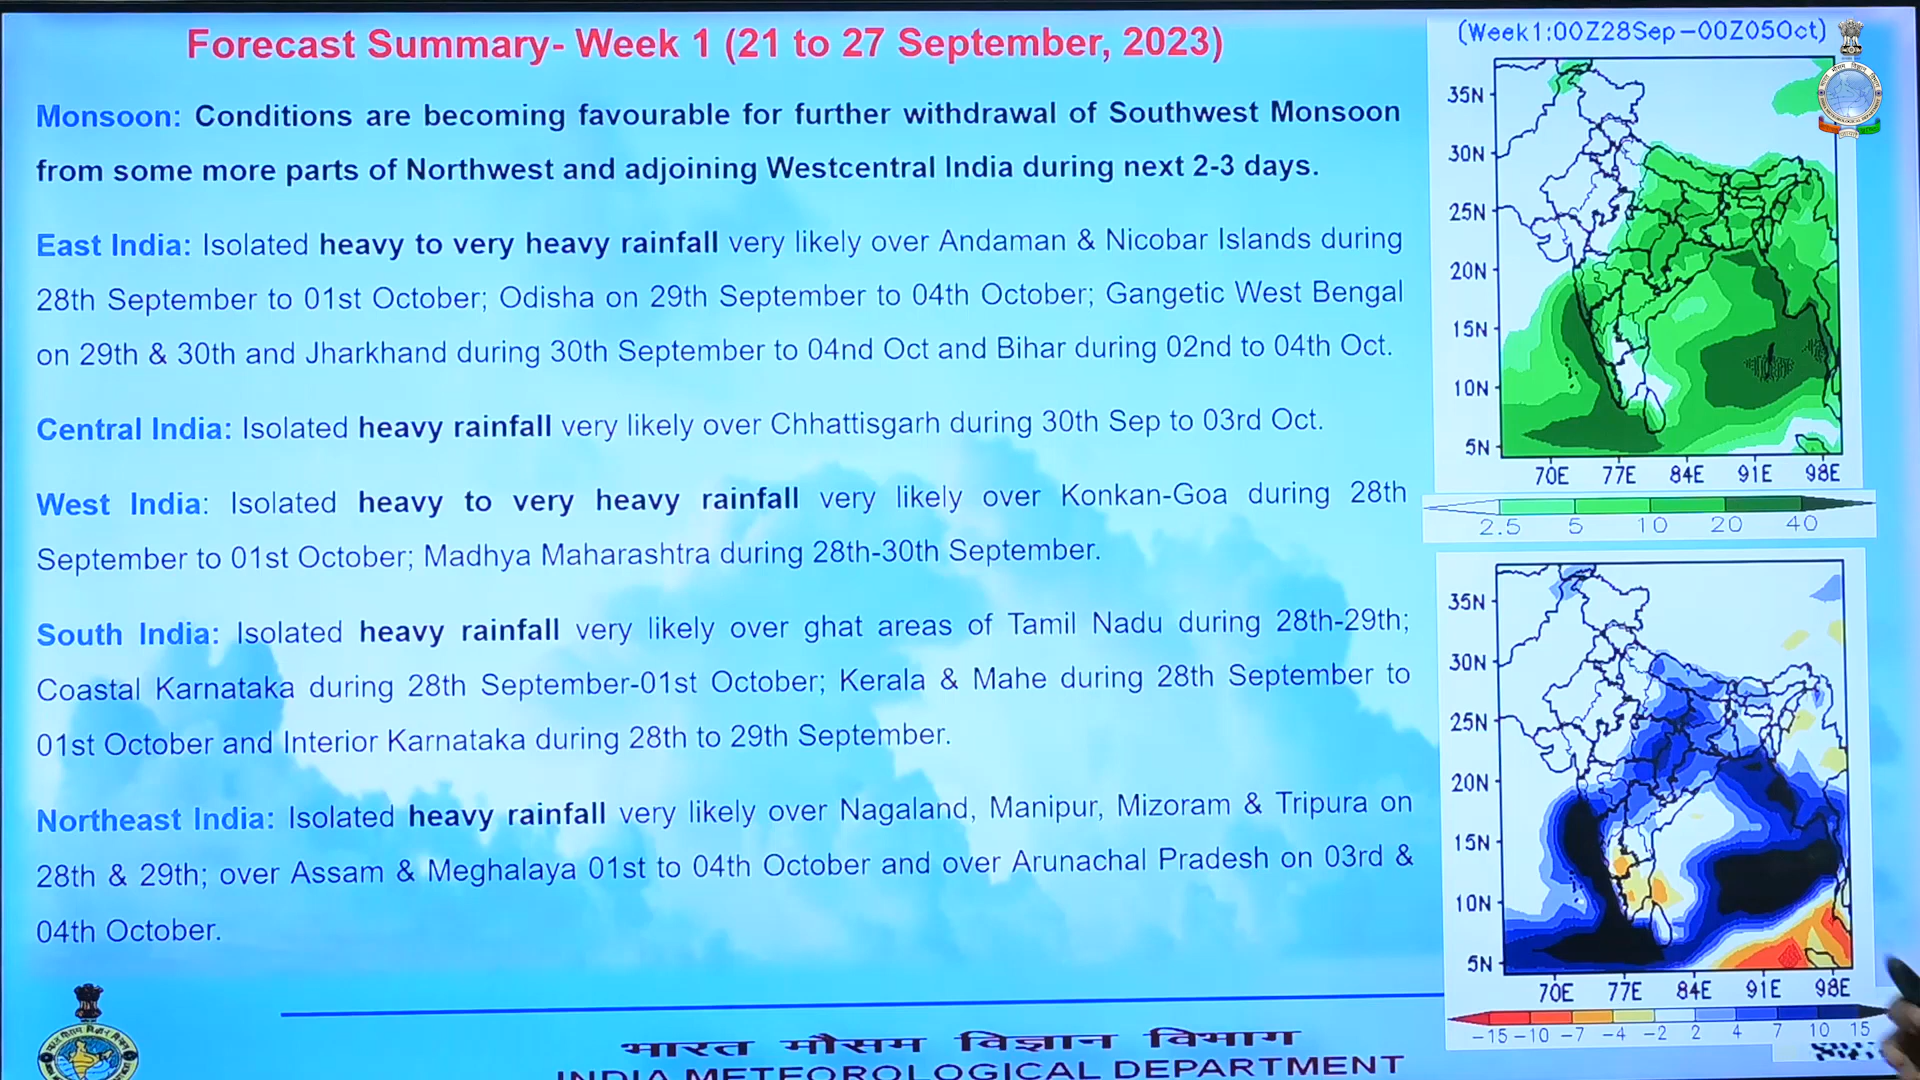 Forecast Summary- Week 1 (21 to 27 September, 2023)
Monsoon: Conditions are becoming favourable for further withdrawal of Southwest Monsoon
from some more parts of Northwest and adjoining Westcentral India during next 2-3 days.
East India: Isolated heavy to very heavy rainfall very likely over Andaman & Nicobar Islands during
28th September to 01st October; Odisha on 29th September to 04th October; Gangetic West Bengal
on 29th & 30th and Jharkhand during 30th September to 04nd Oct and Bihar during 02nd to 04th Oct.
Central India: Isolated heavy rainfall very likely over Chhattisgarh during 30th Sep to 03rd Oct.
West India: Isolated heavy to very heavy rainfall very likely over Konkan-Goa during 28th
September to 01st October; Madhya Maharashtra during 28th-30th September.
South India: Isolated heavy rainfall very likely over ghat areas of Tamil Nadu during 28th-29th;
Coastal Karnataka during 28th September-01st October; Kerala & Mahe during 28th September to
01st October and Interior Karnataka during 28th to 29th September.
Northeast India: Isolated heavy rainfall very likely over Nagaland, Manipur, Mizoram & Tripura on
28th & 29th; over Assam & Meghalaya 01st to 04th October and over Arunachal Pradesh on 03rd &
04th October.
भारत मौसम विज्ञान विभाग
INDIA METEOROLOGICAL DEPARTMENT
(Week1:00Z28Sep-00Z05Oct)
35N
30N
25N
20N
15N
10N
5N
70E 77E 84E 91E 98E
2.5 5 10 20 40
35N
30N
25N
20N
15N
10N
5N
70E 77E 84E 91E 98E
-15 -10 -7 -4 -2 2 4 7 10 15